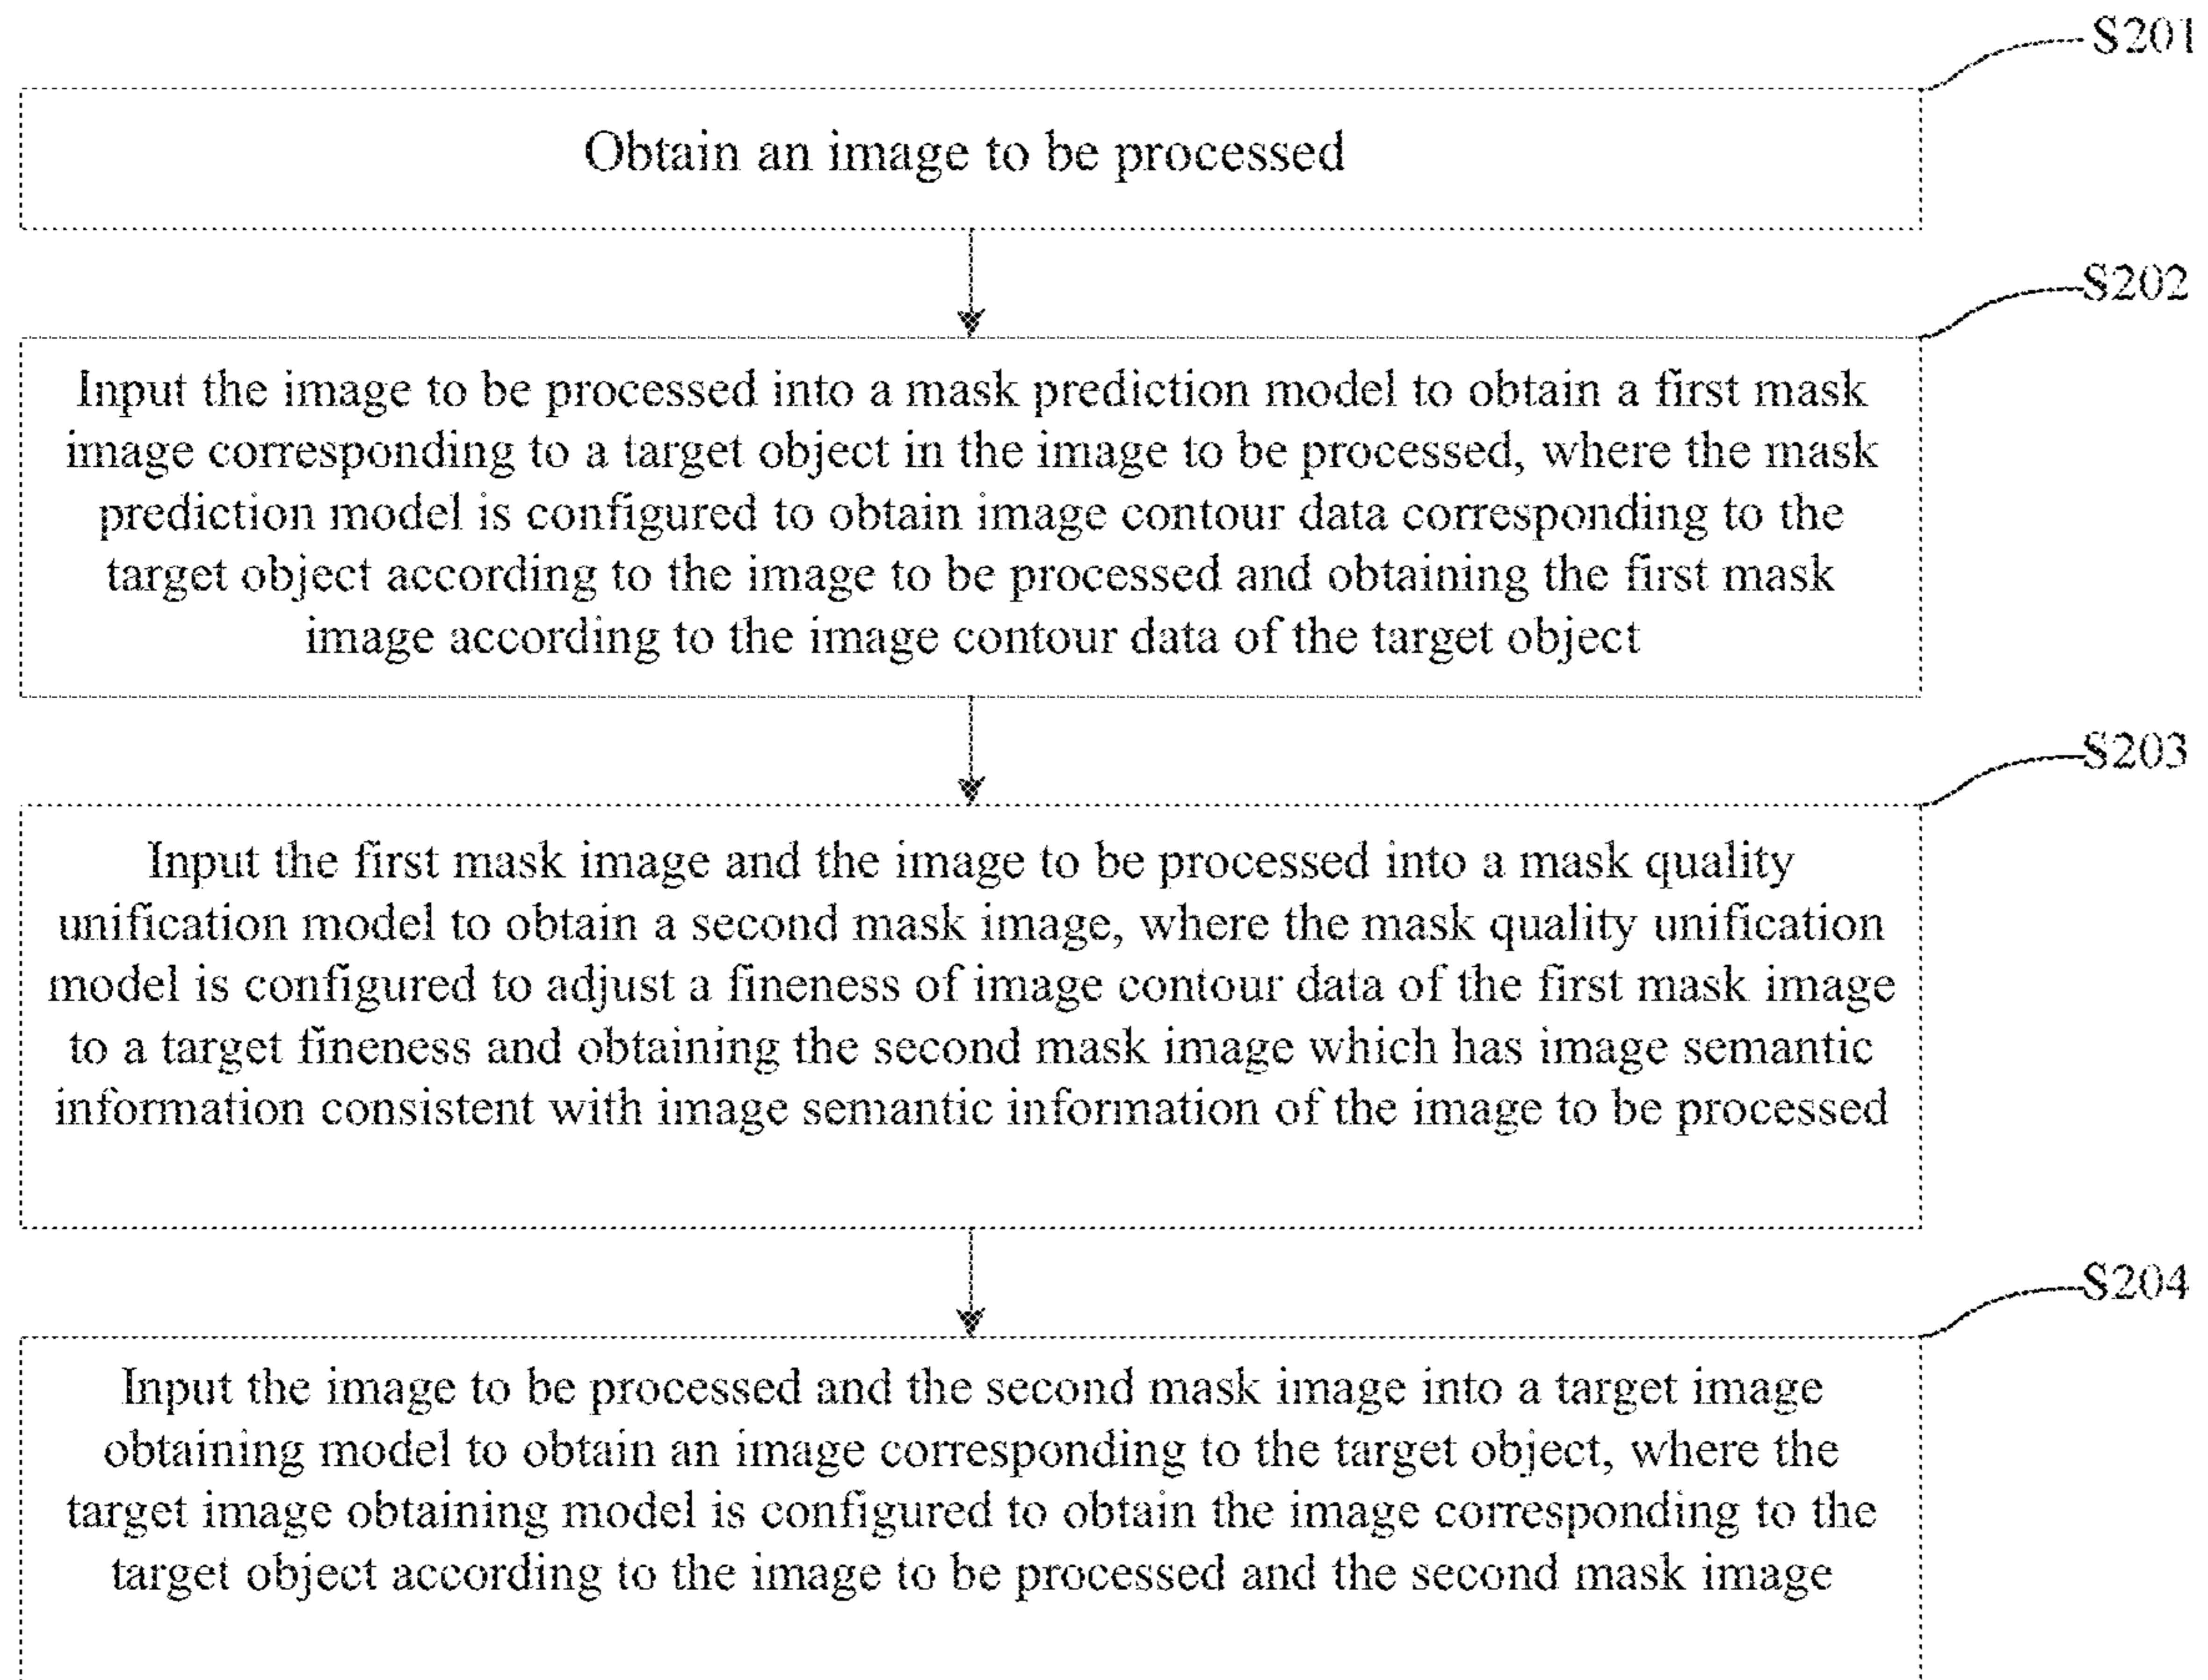 S201
Obtain an image to be processed
S202
Input the image to be processed into a mask prediction model to obtain a first mask
image corresponding to a target object in the image to be processed, where the mask
prediction model is configured to obtain image contour data corresponding to the
target object according to the image to be processed and obtaining the first mask
image according to the image contour data of the target object
S203
Input the first mask image and the image to be processed into a mask quality
unification model to obtain a second mask image, where the mask quality unification
model is configured to adjust a fineness of image contour data of the first mask image
to a target fineness and obtaining the second mask image which has image semantic
information consistent with image semantic information of the image to be processed
S204
Input the image to be processed and the second mask image into a target image
obtaining model to obtain an image corresponding to the target object, where the
target image obtaining model is configured to obtain the image corresponding to the
target object according to the image to be processed and the second mask image